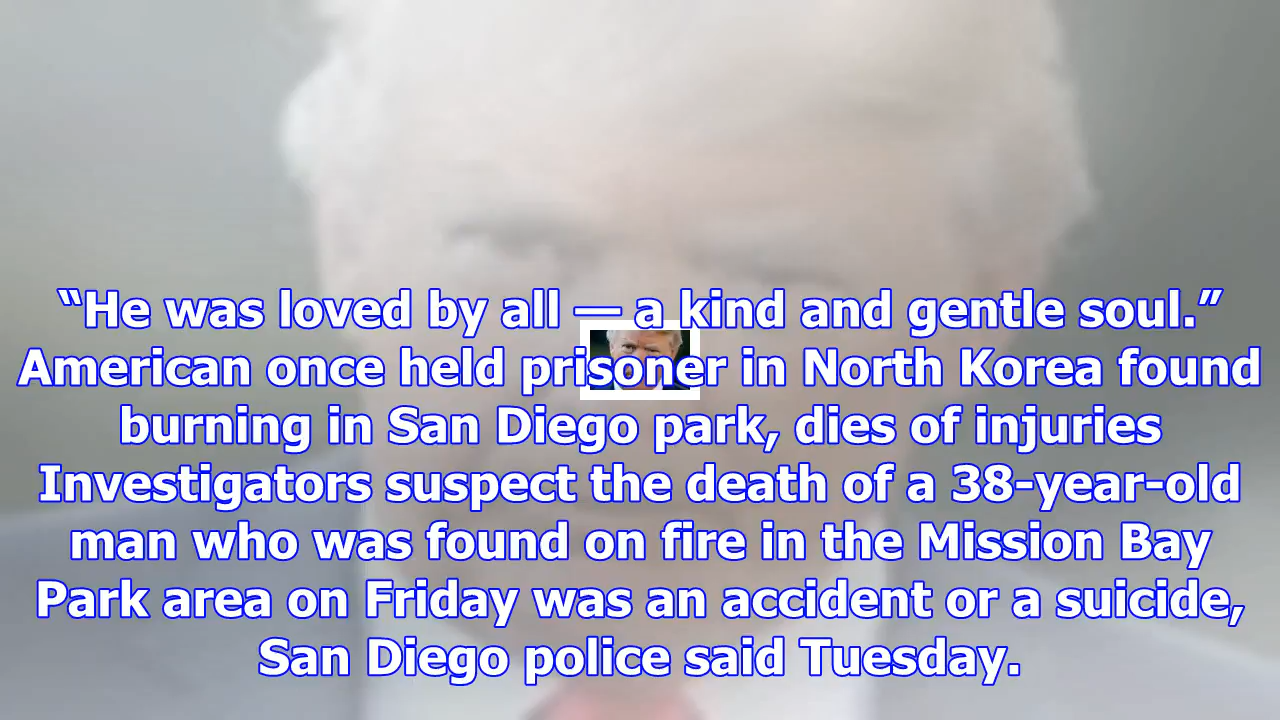 “He was loved by all — a kind and gentle soul.”
American once held prisoner in North Korea found
burning in San Diego park, dies of injuries
Investigators suspect the death of a 38-year-old
man who was found on fire in the Mission Bay
Park area on Friday was an accident or a suicide,
San Diego police said Tuesday.